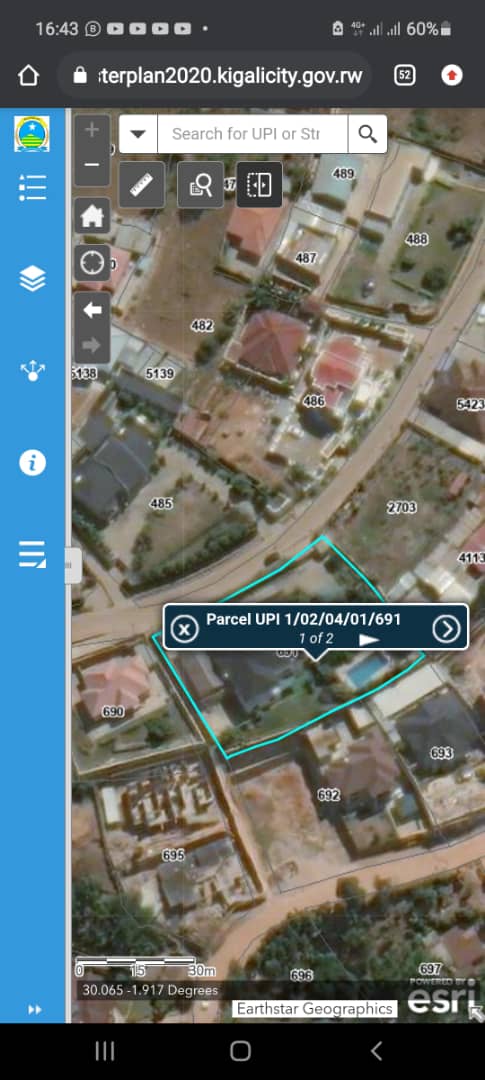 16:43
4G+
60%
:terplan2020.kigalicity.gov.rw
52
Search for UPI or Str
489
47
488
487
482
5138
5139
486
5423
485
2703
4113
Parcel UPI 1/02/04/01/691
1 of 2
691
690
693
692
695
0 15 30m
696
697
30.065 -1.917 Degrees
POWERED BY
esri
Earthstar Geographics